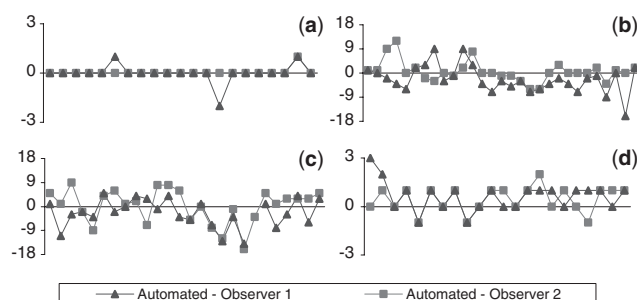 3
(a)
0
-3
18
(b)
9
0
-9
-18
18
(c)
9
0
-9
-18
3
(d)
0
-3
Automated - Observer 1
Automated - Observer 2